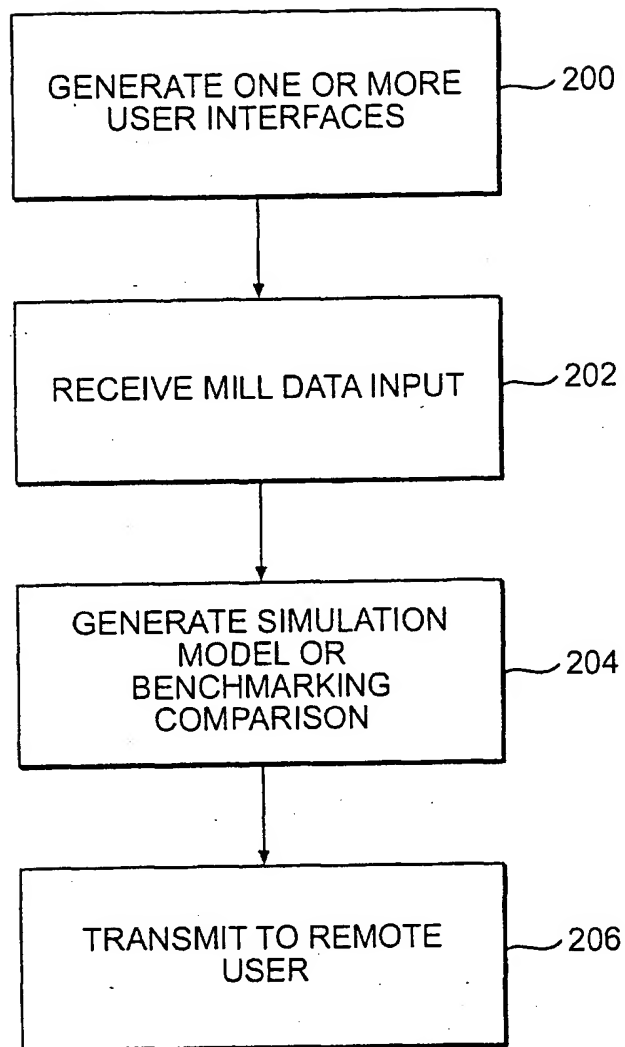 GENERATE ONE OR MORE
USER INTERFACES
200
RECEIVE MILL DATA INPUT
202
GENERATE SIMULATION
MODEL OR
BENCHMARKING
COMPARISON
204
TRANSMIT TO REMOTE
USER
206